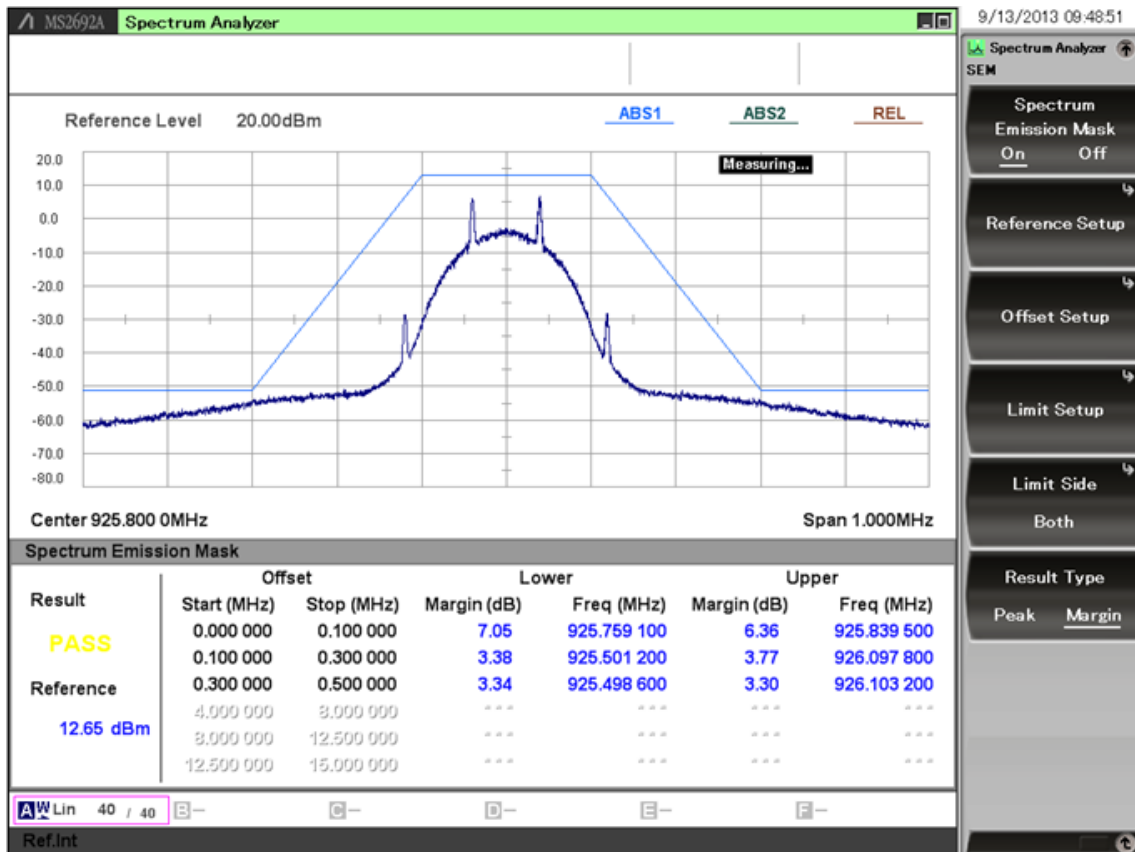 MS2692A Spectrum Analyzer
9/13/2013 09:48:51
Spectrum Analyzer
SEM
Reference Level 20.00dBm
ABS1 ABS2 REL
Measuring...
20.0
10.0
0.0
-10.0
-20.0
-30.0
-40.0
-50.0
-60.0
-70.0
-80.0
Center 925.800 0MHz Span 1.000MHz
Spectrum Emission Mask
Offset Lower Upper
Result Start (MHz) Stop (MHz) Margin (dB) Freq (MHz) Margin (dB) Freq (MHz)
0.000 000 0.100 000 7.05 925.759 100 6.36 925.839 500
PASS
0.100 000 0.300 000 3.38 925.501 200 3.77 926.097 800
Reference 0.300 000 0.500 000 3.34 925.498 600 3.30 926.103 200
4.000 000 8.000 000 *** *** *** ***
12.65 dBm 8.000 000 12.500 000 *** *** *** ***
12.500 000 15.000 000 *** *** *** ***
A W Lin 40 / 40 B- C- D- E- F-
Ref.Int
Spectrum
Emission Mask
On Off
Reference Setup
Offset Setup
Limit Setup
Limit Side
Both
Result Type
Peak Margin